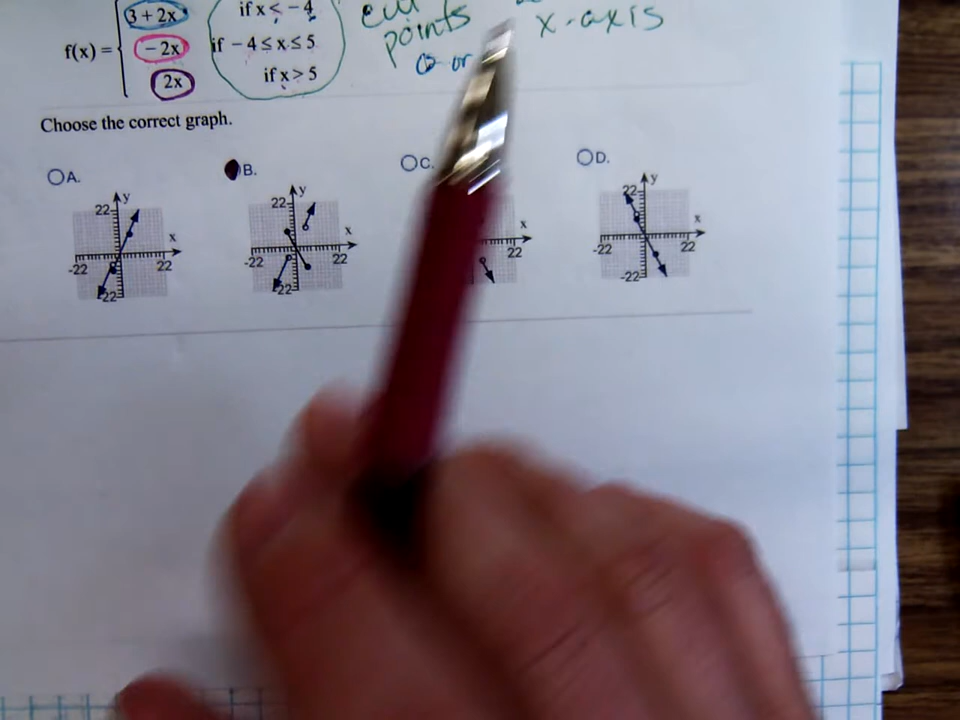 3 + 2x if x < - 4
f(x) = - 2x if - 4 ≤ x ≤ 5
2x if x > 5
points x-axis
or
Choose the correct graph.
A. B. C. D.
22 y 22 y 22 y
x x x x
-22 22 -22 22 22 -22 22
-22 -22 -22